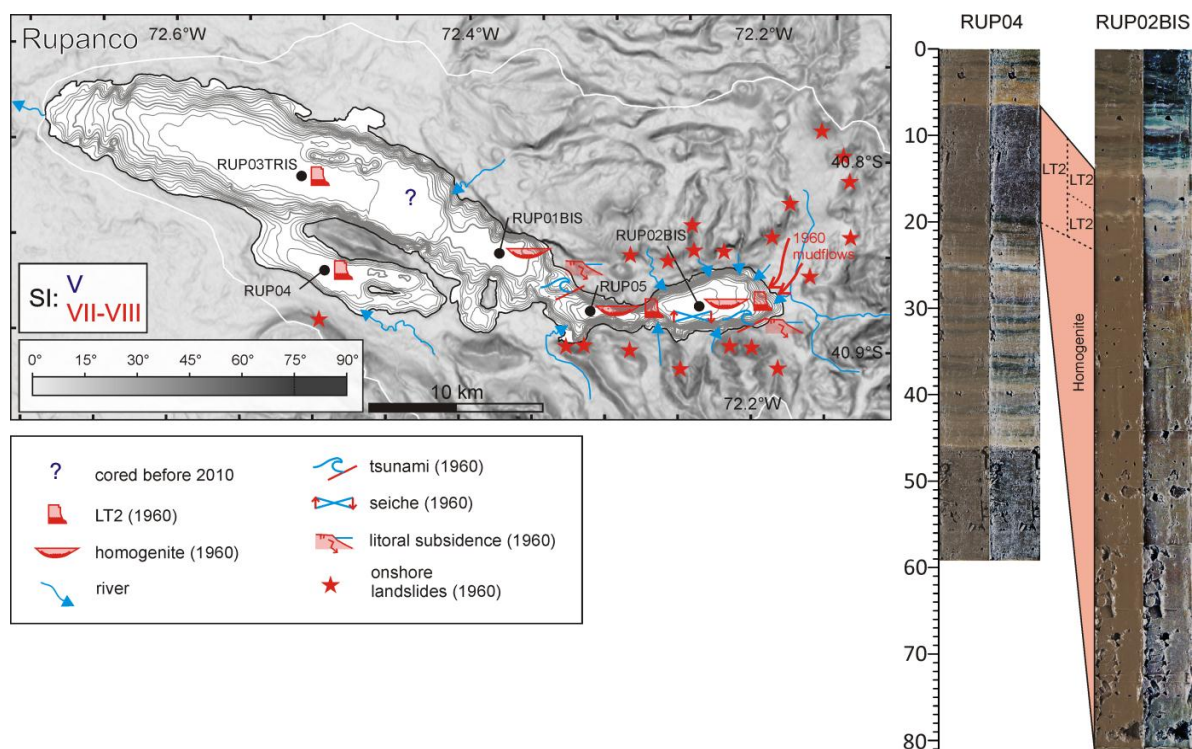 Rupanco
72.6°W
72.4°W
72.2°W
RUP03TRIS
?
40.8°S
RUP01BIS
RUP02BIS
1960
mudflows
RUP04
RUP05
SI: V
VII-VIII
40.9°S
0° 15° 45° 60° 75° 90°
10 km
72.2°W
? cored before 2010
LT2 (1960)
homogenite (1960)
river
tsunami (1960)
seiche (1960)
litoral subsidence (1960)
onshore
landslides (1960)
RUP04
RUP02BIS
0
10
20
30
40
50
60
70
80
LT2
LT2
LT2
Homogenite